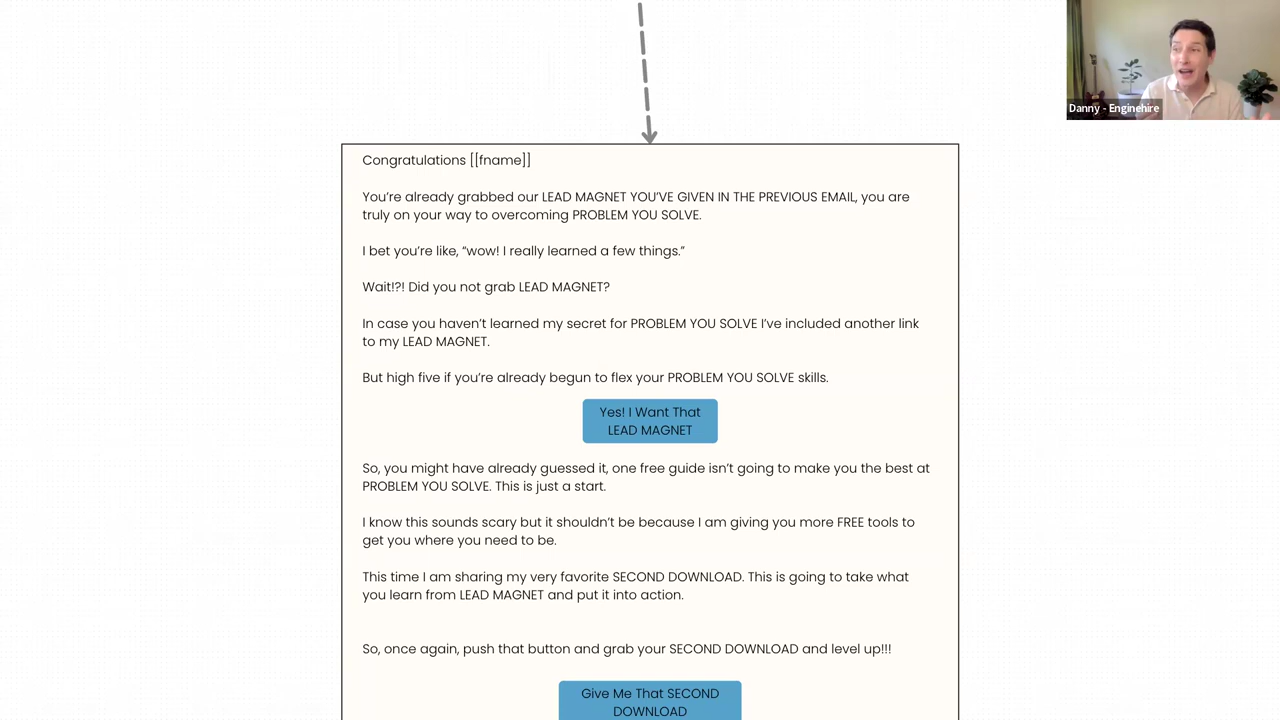 Danny - Enginehire
Congratulations [[fname]]
You're already grabbed our LEAD MAGNET YOU'VE GIVEN IN THE PREVIOUS EMAIL, you are
truly on your way to overcoming PROBLEM YOU SOLVE.
I bet you're like, “wow! I really learned a few things.”
Wait!?! Did you not grab LEAD MAGNET?
In case you haven't learned my secret for PROBLEM YOU SOLVE I've included another link
to my LEAD MAGNET.
But high five if you're already begun to flex your PROBLEM YOU SOLVE skills.
Yes! I Want That
LEAD MAGNET
So, you might have already guessed it, one free guide isn't going to make you the best at
PROBLEM YOU SOLVE. This is just a start.
I know this sounds scary but it shouldn't be because I am giving you more FREE tools to
get you where you need to be.
This time I am sharing my very favorite SECOND DOWNLOAD. This is going to take what
you learn from LEAD MAGNET and put it into action.
So, once again, push that button and grab your SECOND DOWNLOAD and level up!!!
Give Me That SECOND
DOWNLOAD